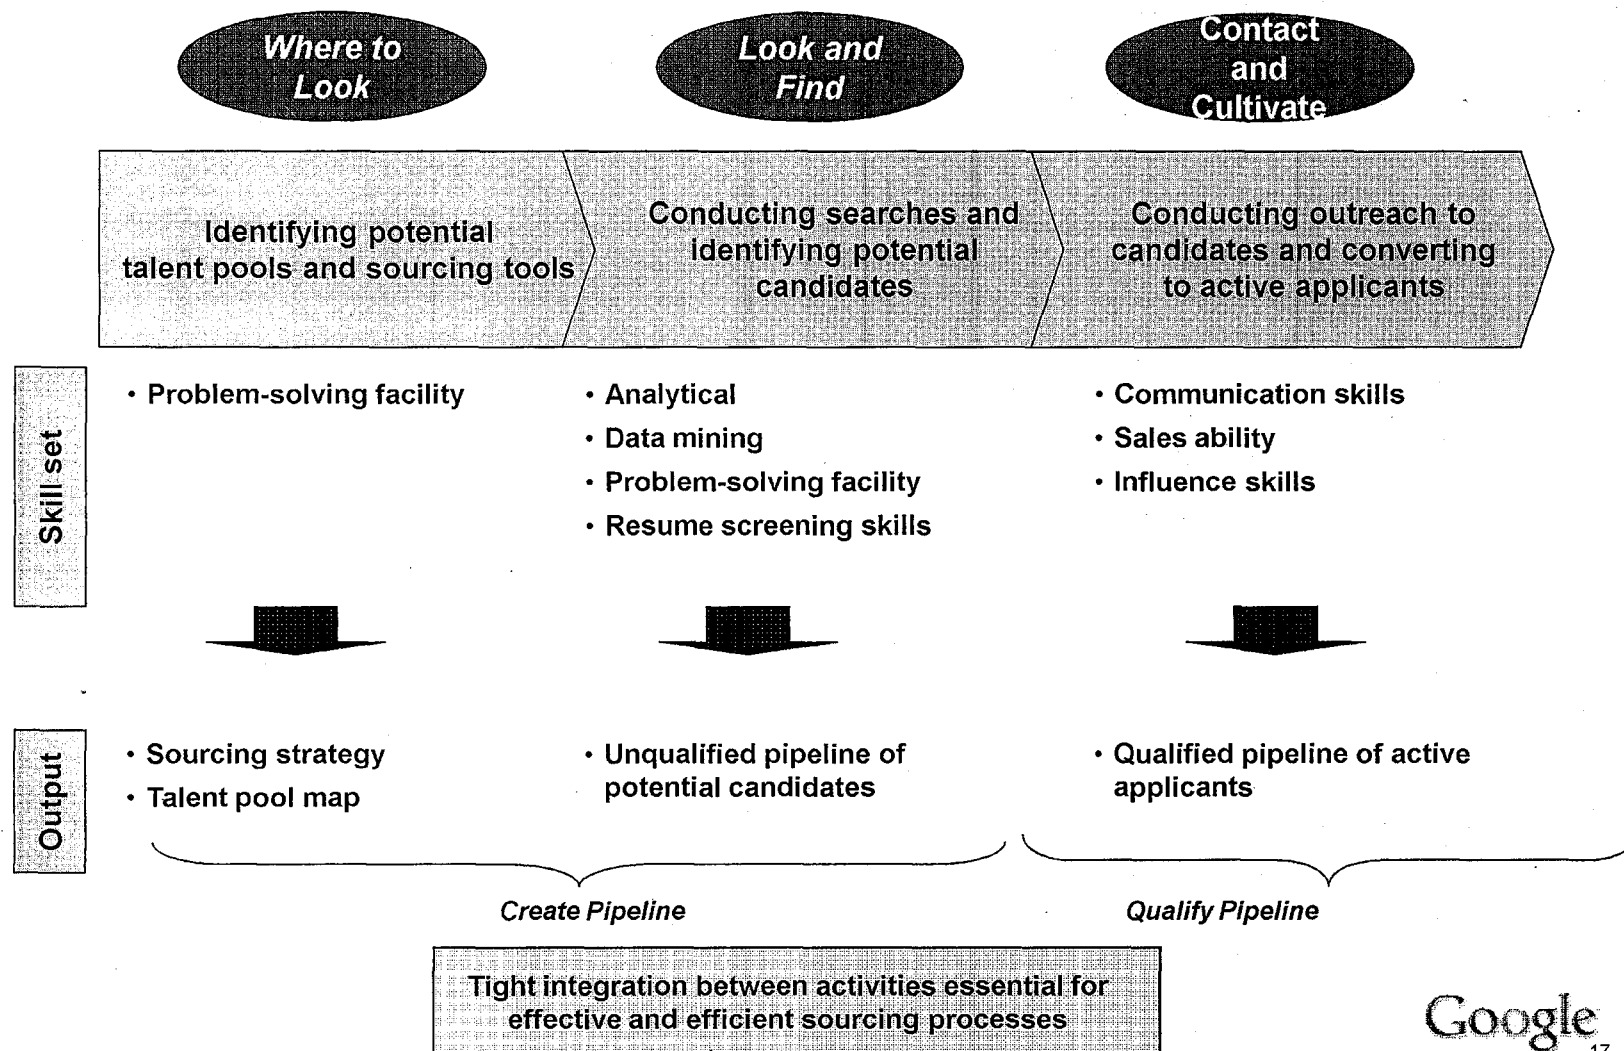 Where to
Look
Look and
Find
Contact
and
Cultivate
Identifying potential
talent pools and sourcing tools
Conducting searches and
identifying potential
candidates
Conducting outreach to
candidates and converting
to active applicants
Skill set
• Problem-solving facility
• Analytical
• Data mining
• Problem-solving facility
• Resume screening skills
• Communication skills
• Sales ability
• Influence skills
Output
• Sourcing strategy
• Talent pool map
• Unqualified pipeline of
potential candidates
• Qualified pipeline of active
applicants
Create Pipeline
Qualify Pipeline
Tight integration between activities essential for
effective and efficient sourcing processes
Google
17